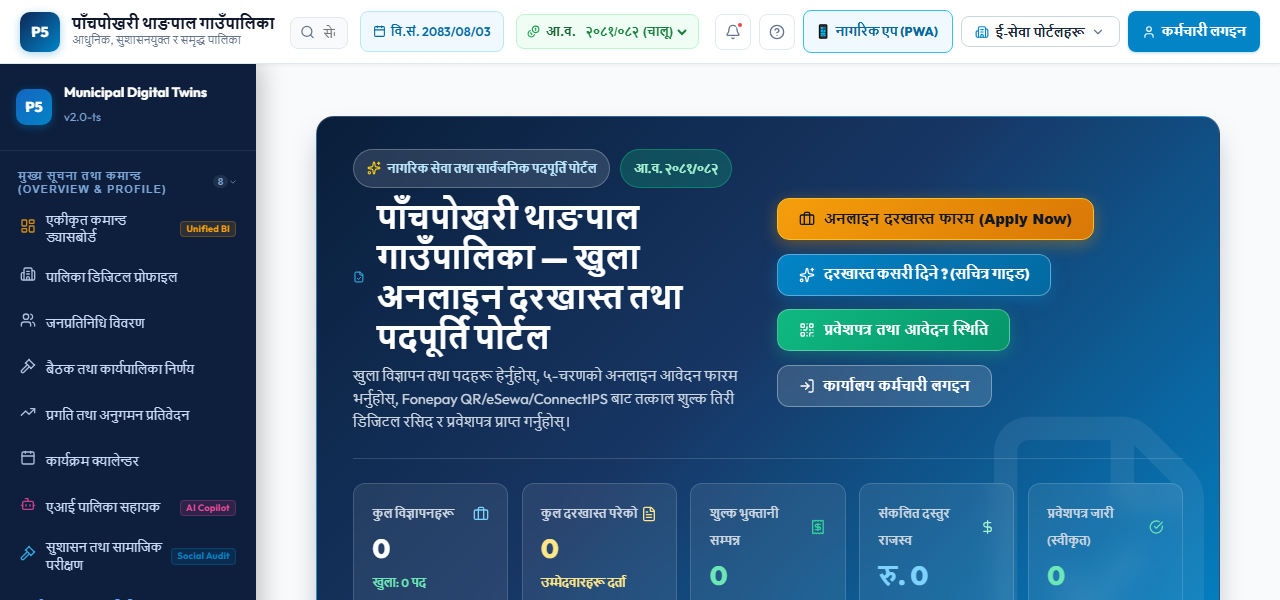 P5
पाँचपोखरी थाङपाल गाउँपालिका
आधुनिक, सुशासनयुक्त र समृद्ध पालिका
वि.सं. 2083/08/03
आ.व. २०८१/०८२ (चालू)
नागरिक एप (PWA)
ई-सेवा पोर्टलहरू
कर्मचारी लगइन
P5
Municipal Digital Twins
v2.0-ts
मुख्य सूचना तथा कमान्ड
(OVERVIEW & PROFILE)
8
एकीकृत कमान्ड
ड्यासबोर्ड
Unified BI
पालिका डिजिटल प्रोफाइल
जनप्रतिनिधि विवरण
बैठक तथा कार्यपालिका निर्णय
प्रगति तथा अनुगमन प्रतिवेदन
कार्यक्रम क्यालेन्डर
एआई पालिका सहायक
AI Copilot
सुशासन तथा सामाजिक
परीक्षण
Social Audit
नागरिक सेवा तथा सार्वजनिक पदपूर्ति पोर्टल
आ.व. २०८१/०८२
पाँचपोखरी थाङपाल
गाउँपालिका — खुला
अनलाइन दरखास्त तथा
पदपूर्ति पोर्टल
खुला विज्ञापन तथा पदहरू हेर्नुहोस्, ५-चरणको अनलाइन आवेदन फारम
भर्नुहोस्, Fonepay QR/eSewa/ConnectIPS बाट तत्काल शुल्क तिरी
डिजिटल रसिद र प्रवेशपत्र प्राप्त गर्नुहोस्।
अनलाइन दरखास्त फारम (Apply Now)
दरखास्त कसरी दिने ? (सचित्र गाइड)
प्रवेशपत्र तथा आवेदन स्थिति
कार्यालय कर्मचारी लगइन
कुल विज्ञापनहरू
0
खुला: 0 पद
कुल दरखास्त परेको
0
उम्मेदवारहरू दर्ता
शुल्क भुक्तानी
सम्पन्न
0
संकलित दस्तुर
राजस्व
रु. 0
प्रवेशपत्र जारी
(स्वीकृत)
0